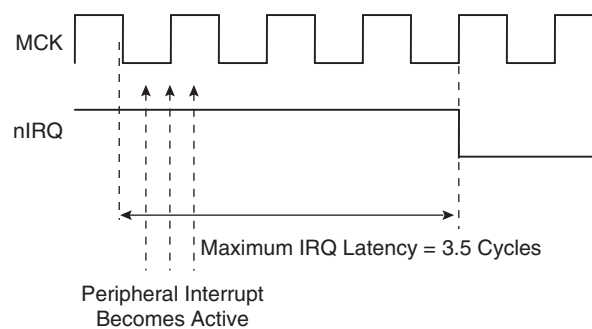 MCK
nIRQ
Maximum IRQ Latency = 3.5 Cycles
Peripheral Interrupt
Becomes Active